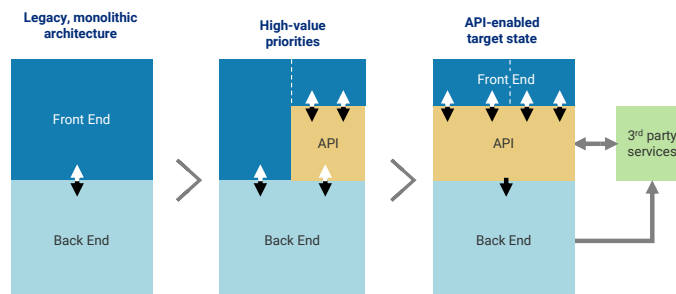 Legacy, monolithic
architecture
High-value
priorities
API-enabled
target state
Front End
Back End
API
Back End
Front End
API
Back End
3rd party
services